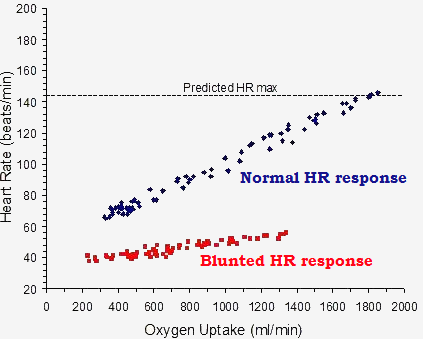 200
180
160
140
120
100
80
60
40
20
Heart Rate (beats/min)
Predicted HR max
Normal HR response
Blunted HR response
0 200 400 600 800 1000 1200 1400 1600 1800 2000
Oxygen Uptake (ml/min)